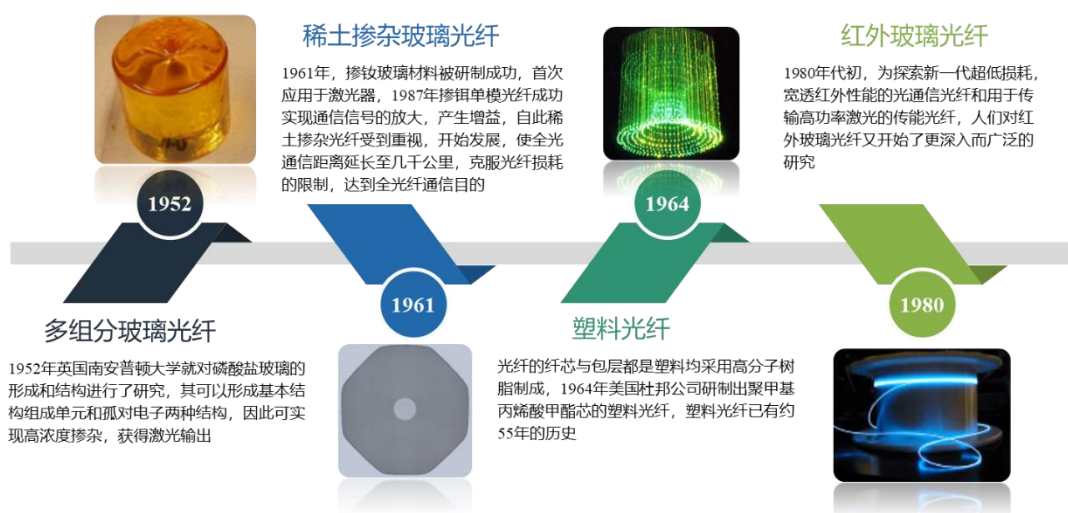 稀土掺杂玻璃光纤
1961年，掺钕玻璃材料被研制成功，首次
应用于激光器，1987年掺铒单模光纤成功
实现通信信号的放大，产生增益，自此稀
土掺杂光纤受到重视，开始发展，使全光
通信距离延长至几千公里，克服光纤损耗
的限制，达到全光纤通信目的
红外玻璃光纤
1980年代初，为探索新一代超低损耗，
宽透红外性能的光通信光纤和用于传
输高功率激光的传能光纤，人们对红
外玻璃光纤又开始了更深入而广泛的
研究
1952
1964
1961
1980
多组分玻璃光纤
1952年英国南安普顿大学就对磷酸盐玻璃的
形成和结构进行了研究，其可以形成基本结
构组成单元和孤对电子两种结构，因此可实
现高浓度掺杂，获得激光输出
塑料光纤
光纤的纤芯与包层都是塑料均采用高分子树
脂制成，1964年美国杜邦公司研制出聚甲基
丙烯酸甲酯芯的塑料光纤，塑料光纤已有约
55年的历史